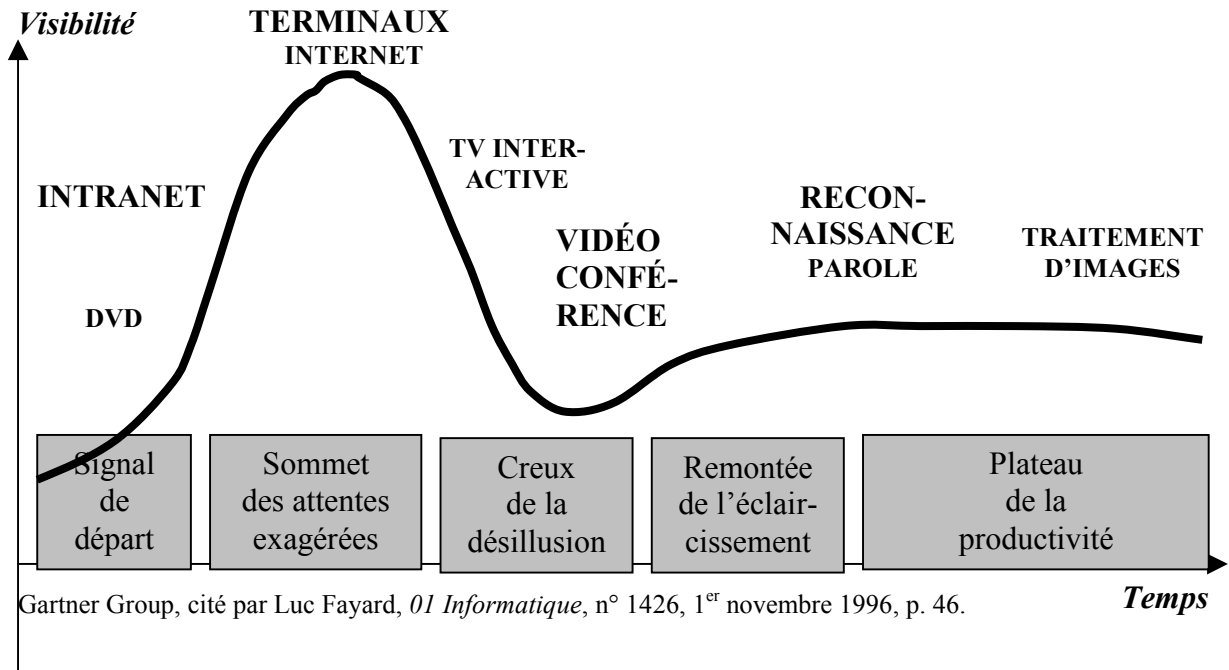 Visibilité
TERMINAUX
INTERNET
TV INTER-
ACTIVE
INTRANET
RECON-
NAISSANCE
PAROLE
VIDÉO
CONFÉ-
RENCE
TRAITEMENT
D’IMAGES
DVD
Signal
de
départ
Sommet
des attentes
exagérées
Creux
de la
désillusion
Remontée
de l’éclair-
cissement
Plateau
de la
productivité
Temps
Gartner Group, cité par Luc Fayard, 01 Informatique, n° 1426, 1er novembre 1996, p. 46.